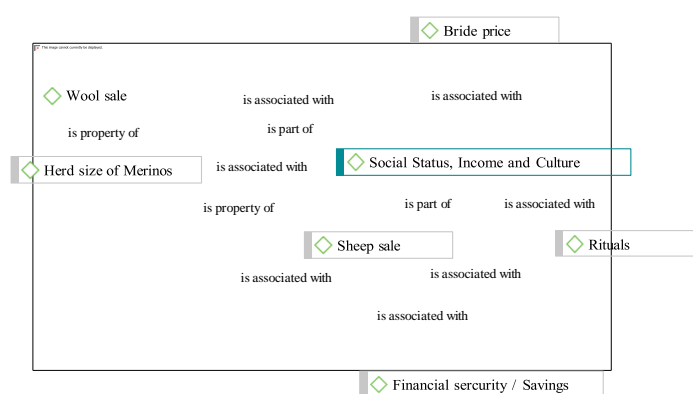 Bride price
This image cannot currently be displayed.
Wool sale
is associated with
is associated with
is property of
is part of
Herd size of Merinos
is associated with
Social Status, Income and Culture
is property of
is part of
is associated with
Sheep sale
Rituals
is associated with
is associated with
is associated with
Financial sercurity / Savings